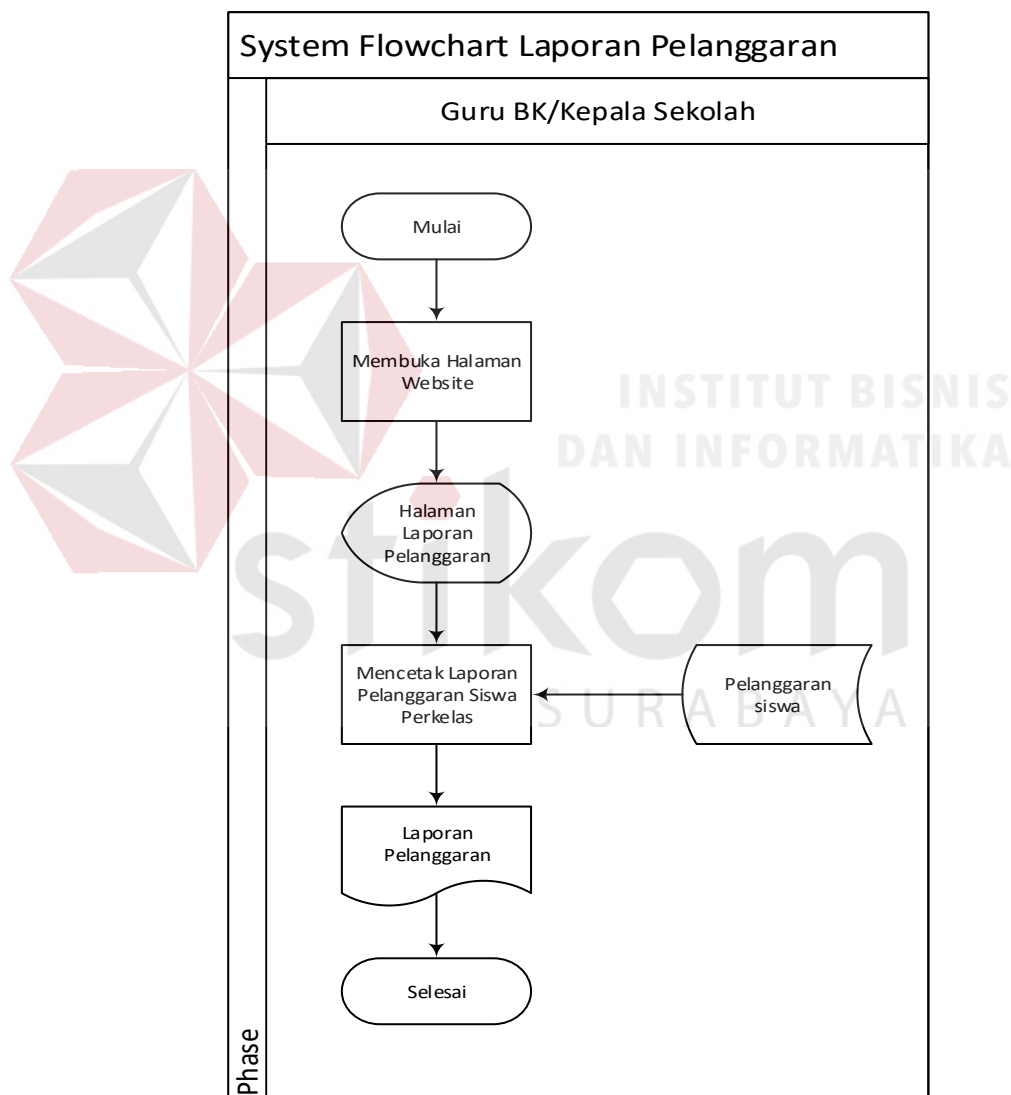 System Flowchart Laporan Pelanggaran
Guru BK/Kepala Sekolah
Mulai
Membuka Halaman
Website
Halaman
Laporan
Pelanggaran
Mencetak Laporan
Pelanggaran Siswa
Perkelas
Pelanggaran
siswa
Laporan
Pelanggaran
Selesai
Phase
INSTITUT BISNIS
DAN INFORMATIKA
stikom
SURABAYA